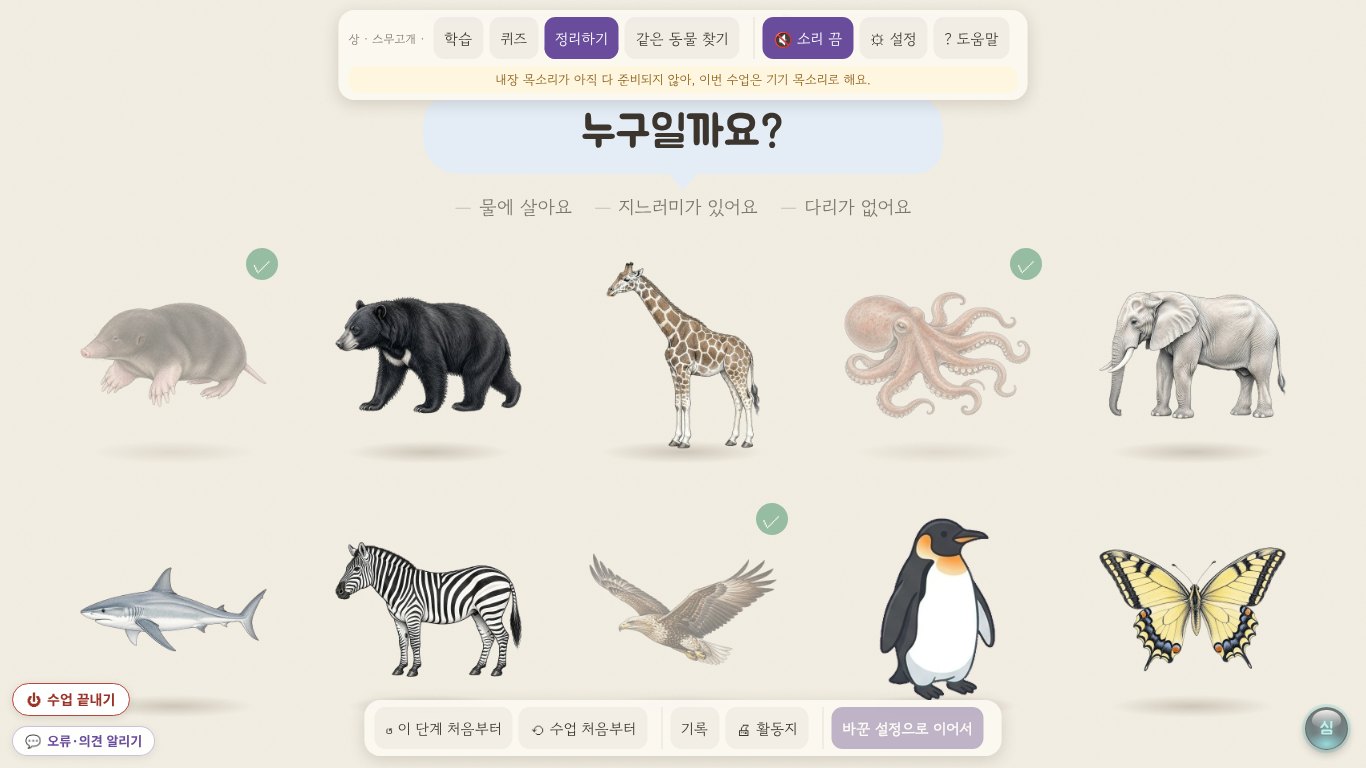 상 · 스무고개 · 학습 퀴즈 정리하기 같은 동물 찾기 🔇 소리 끔 ⚙ 설정 ? 도움말
내장 목소리가 아직 다 준비되지 않아, 이번 수업은 기기 목소리로 해요.
누구일까요?
— 물에 살아요 — 지느러미가 있어요 — 다리가 없어요
수업 끝내기
오류·의견 알리기
이 단계 처음부터 수업 처음부터 기록 활동지 바꾼 설정으로 이어서
심